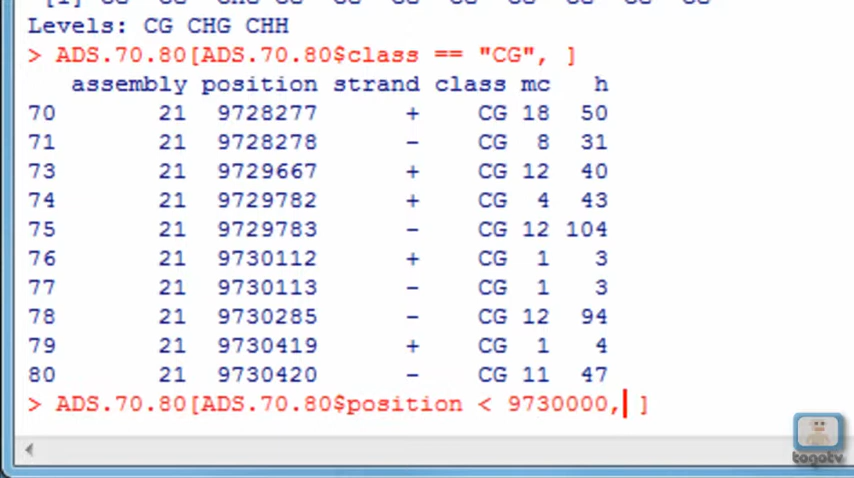 Levels: CG CHG CHH
> ADS.70.80[ADS.70.80$class == "CG", ]
assembly position strand class mc h
70 21 9728277 + CG 18 50
71 21 9728278 - CG 8 31
73 21 9729667 + CG 12 40
74 21 9729782 + CG 4 43
75 21 9729783 - CG 12 104
76 21 9730112 + CG 1 3
77 21 9730113 - CG 1 3
78 21 9730285 - CG 12 94
79 21 9730419 + CG 1 4
80 21 9730420 - CG 11 47
> ADS.70.80[ADS.70.80$position < 9730000, ]
togotv